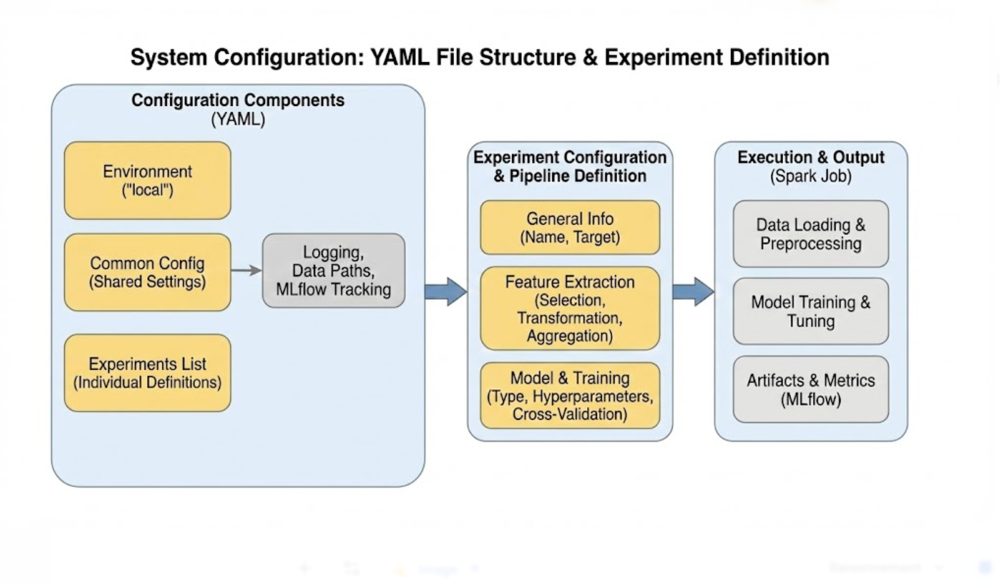 System Configuration: YAML File Structure & Experiment Definition
Configuration Components
(YAML)
Environment
("local")
Common Config
(Shared Settings)
Logging,
Data Paths,
MLflow Tracking
Experiments List
(Individual Definitions)
Experiment Configuration
& Pipeline Definition
General Info
(Name, Target)
Feature Extraction
(Selection,
Transformation,
Aggregation)
Model & Training
(Type, Hyperparameters,
Cross-Validation)
Execution & Output
(Spark Job)
Data Loading &
Preprocessing
Model Training &
Tuning
Artifacts & Metrics
(MLflow)